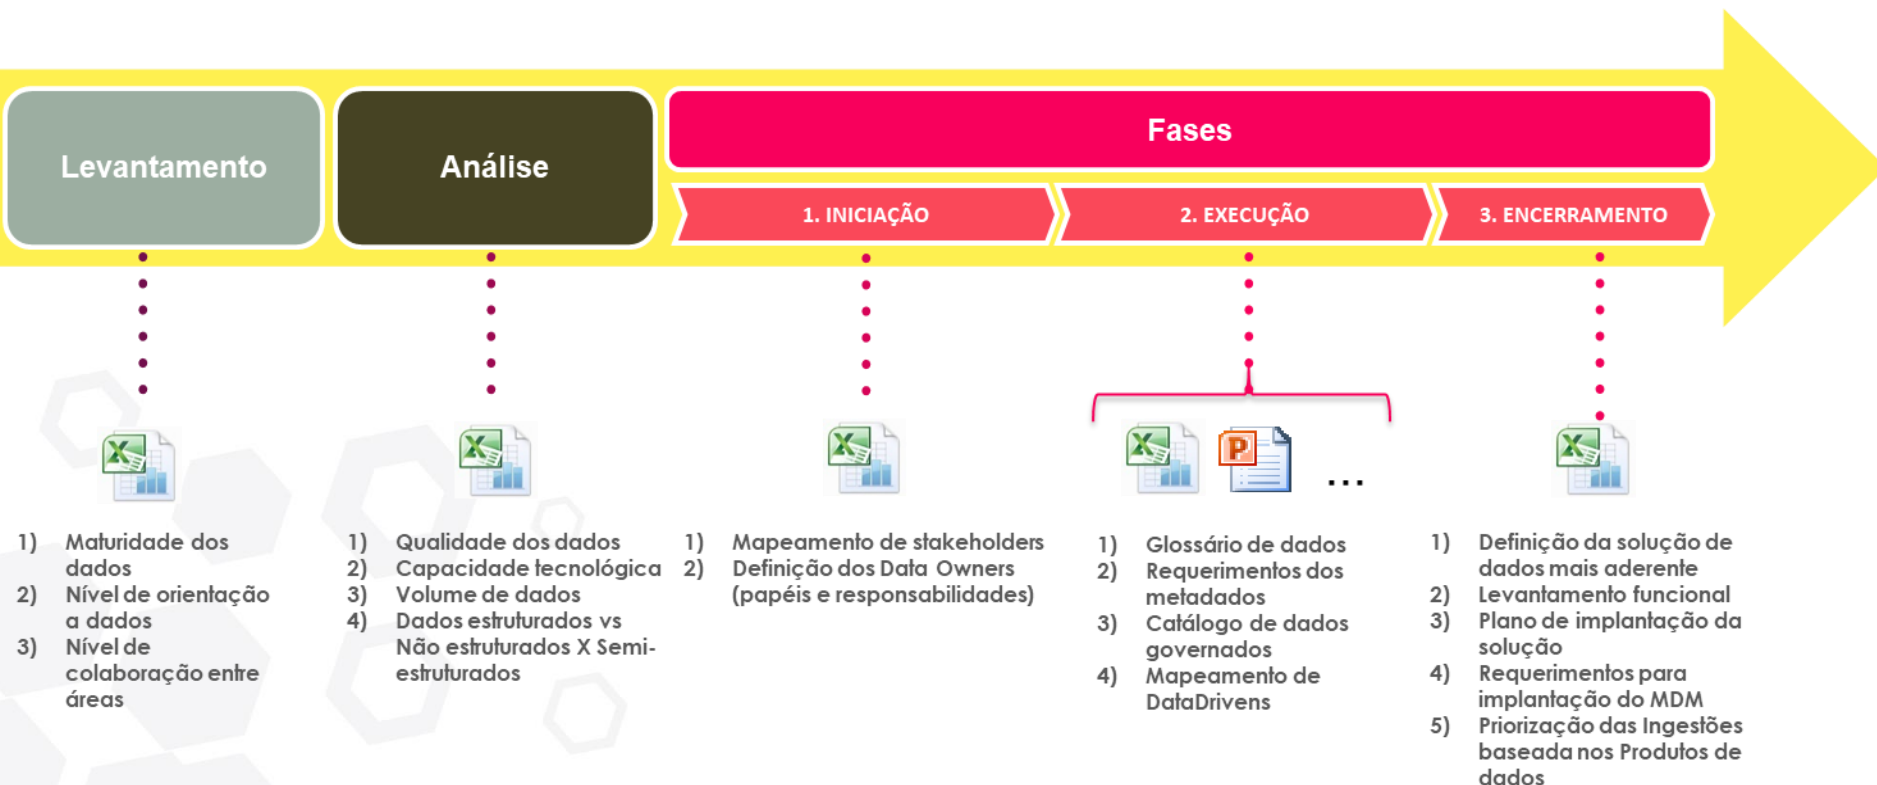 Levantamento
Análise
Fases
1. INICIAÇÃO
2. EXECUÇÃO
3. ENCERRAMENTO
1) Maturidade dos
dados
2) Nível de orientação
a dados
3) Nível de
colaboração entre
áreas
1) Qualidade dos dados
2) Capacidade tecnológica
3) Volume de dados
4) Dados estruturados vs
Não estruturados X Semi-
estruturados
1) Mapeamento de stakeholders
2) Definição dos Data Owners
(papéis e responsabilidades)
...
1) Glossário de dados
2) Requerimentos dos
metadados
3) Catálogo de dados
governados
4) Mapeamento de
DataDrivens
1) Definição da solução de
dados mais aderente
2) Levantamento funcional
3) Plano de implantação da
solução
4) Requerimentos para
implantação do MDM
5) Priorização das Ingestões
baseada nos Produtos de
dados